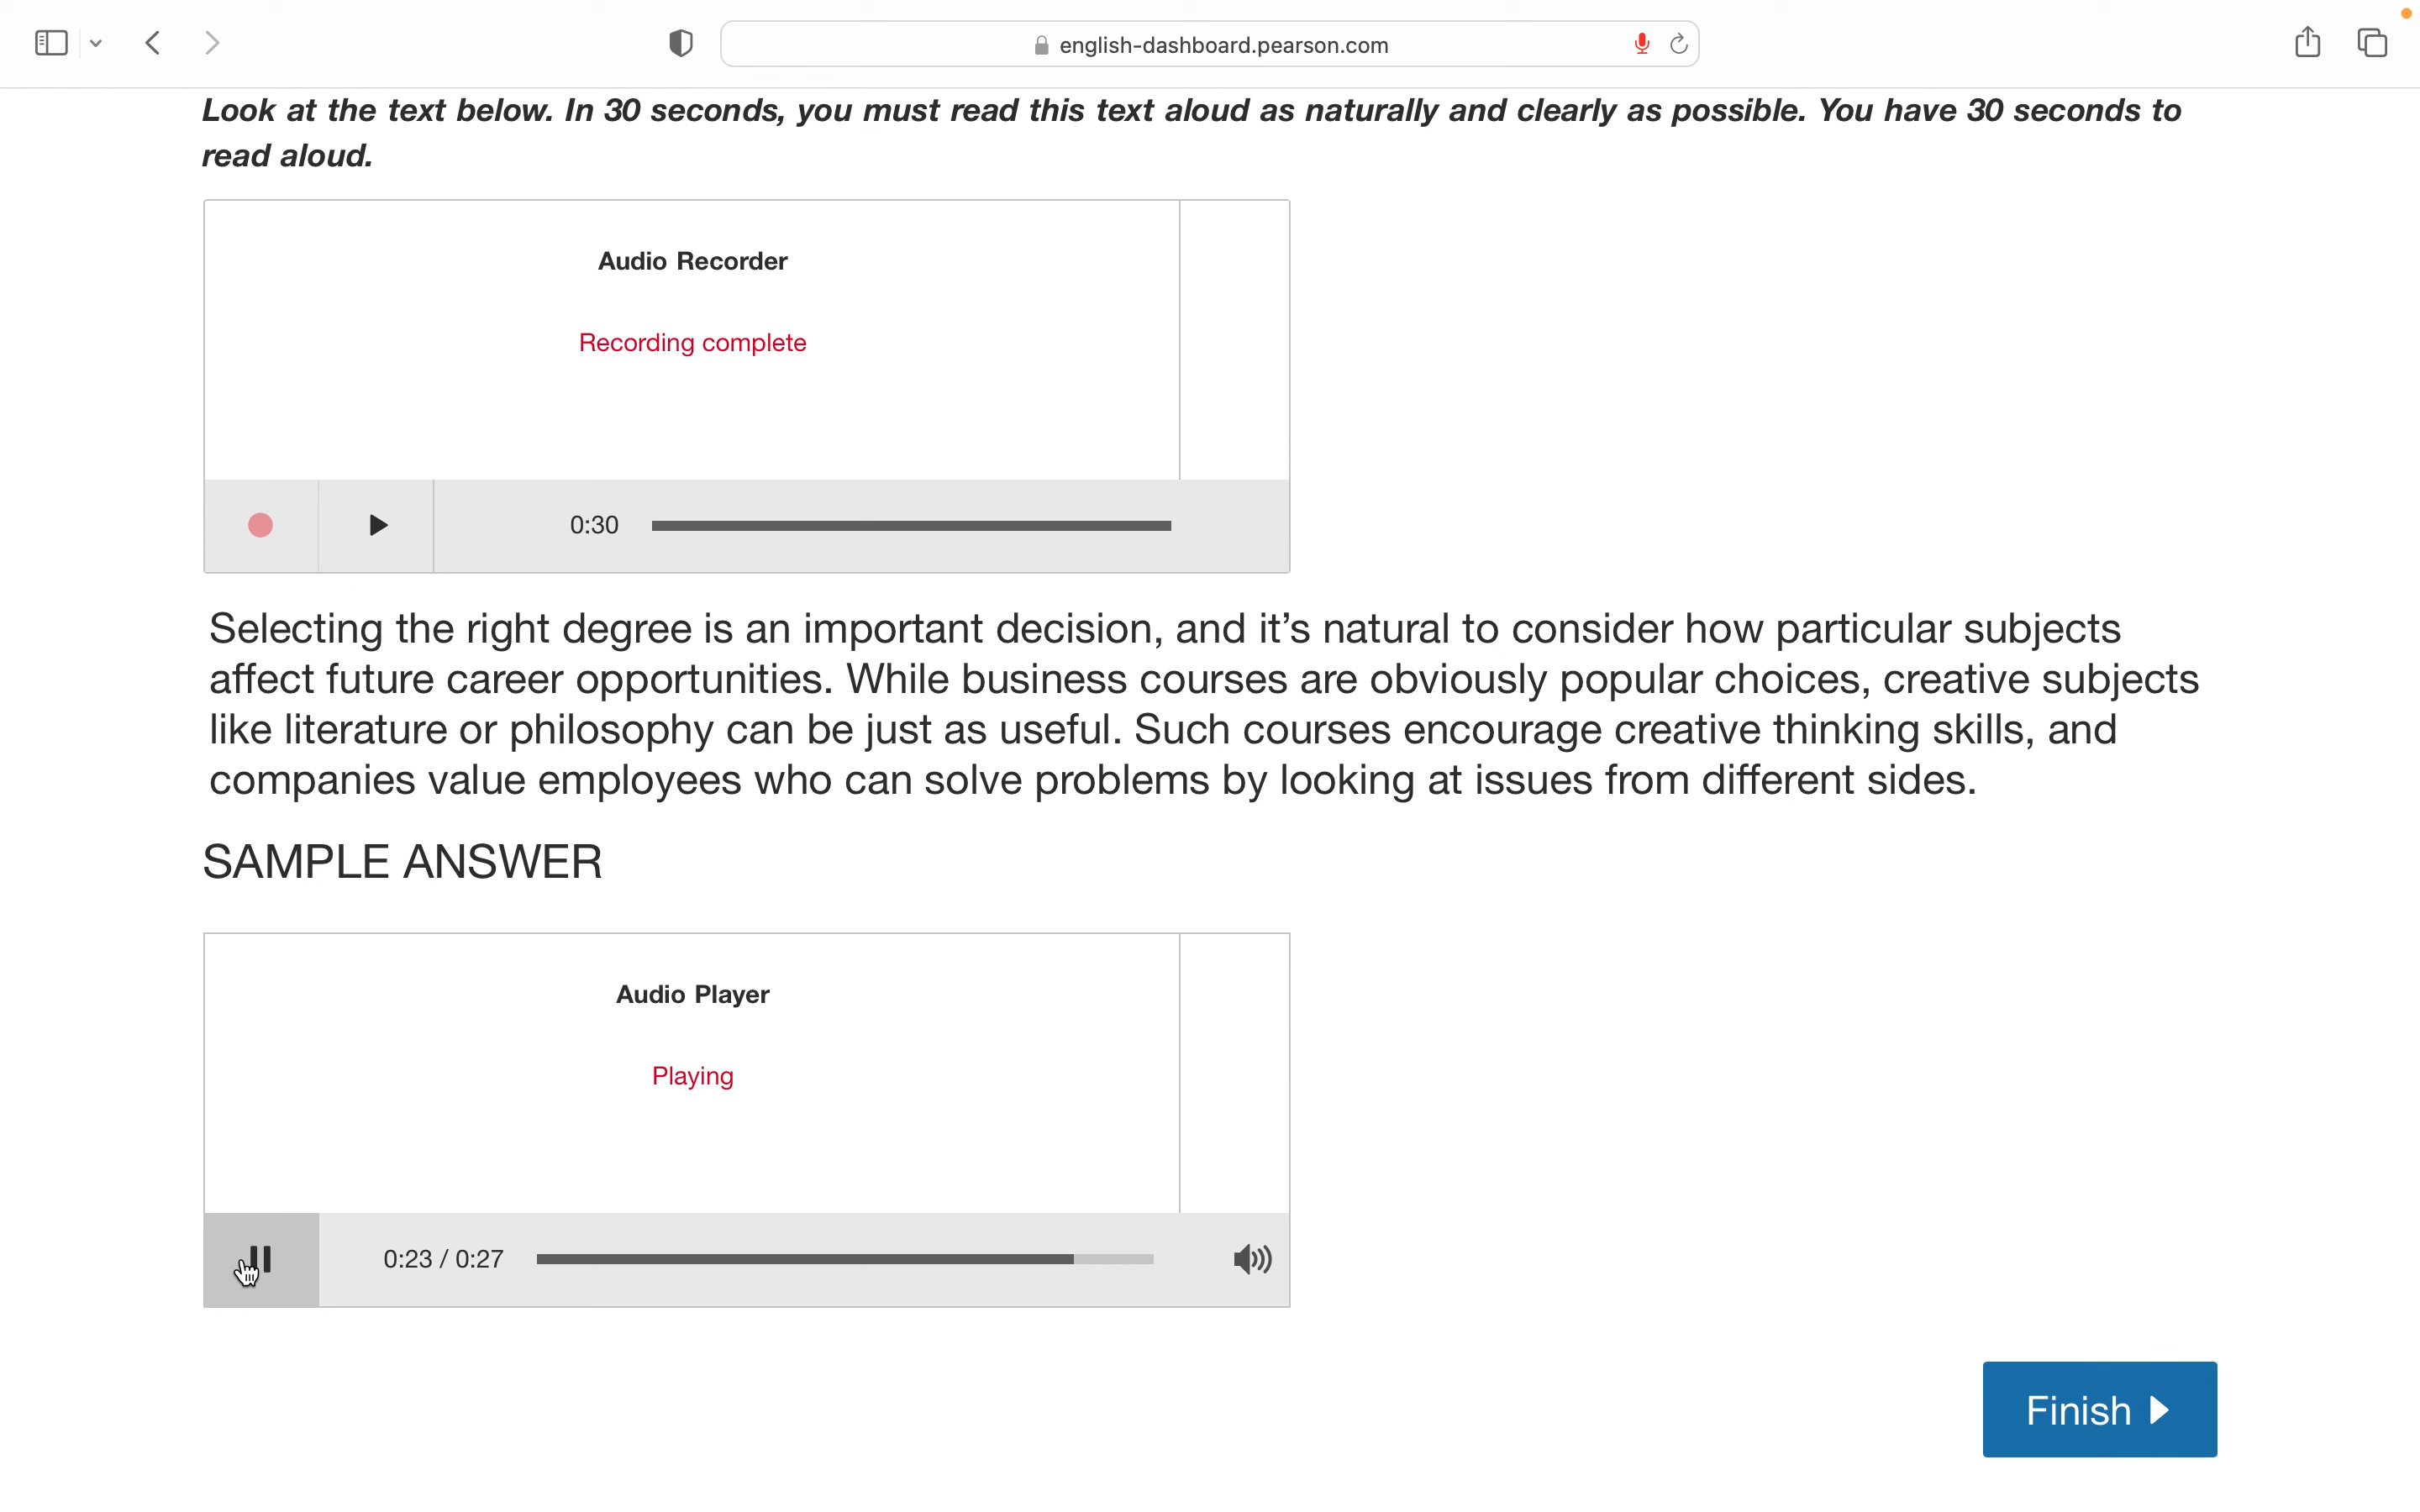 english-dashboard.pearson.com
Look at the text below. In 30 seconds, you must read this text aloud as naturally and clearly as possible. You have 30 seconds to
read aloud.
Audio Recorder
Recording complete
0:30
Selecting the right degree is an important decision, and it’s natural to consider how particular subjects
affect future career opportunities. While business courses are obviously popular choices, creative subjects
like literature or philosophy can be just as useful. Such courses encourage creative thinking skills, and
companies value employees who can solve problems by looking at issues from different sides.
SAMPLE ANSWER
Audio Player
Playing
0:23 / 0:27
Finish